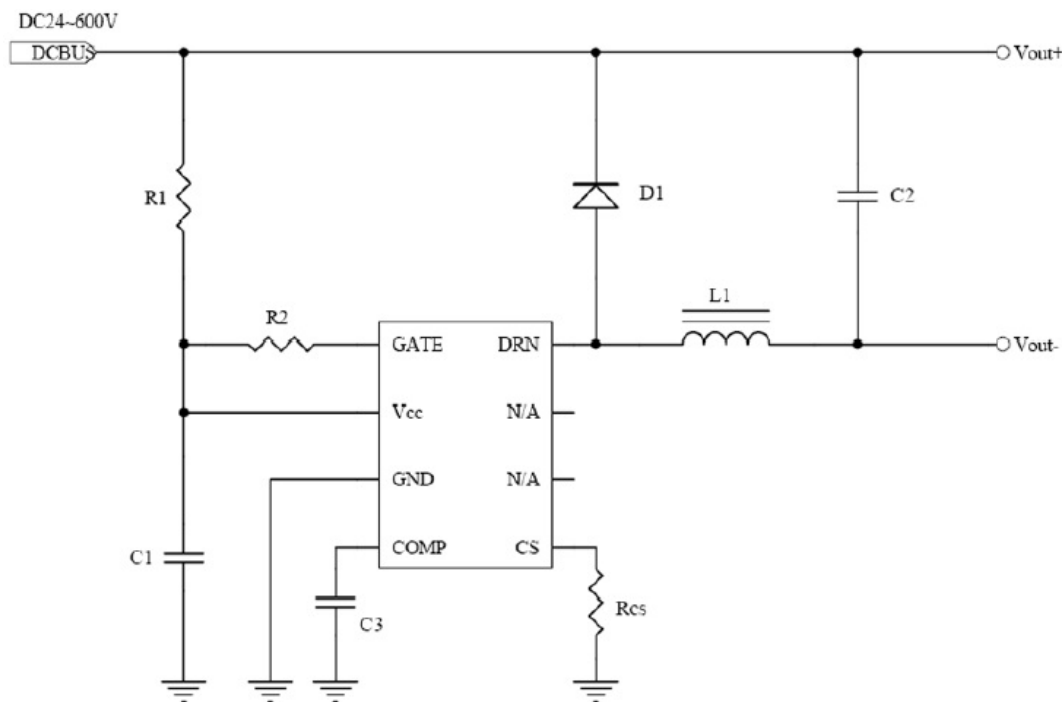 DC24~600V
DCBUS
Vout+
R1
D1
C2
R2
L1
GATE
DRN
Vout-
Vcc
N/A
GND
N/A
C1
COMP
CS
C3
Rcs